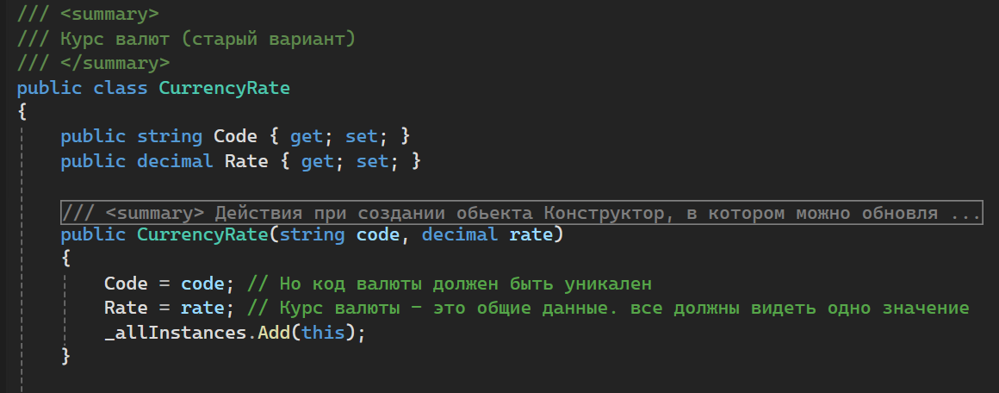 /// <summary>
/// Курс валют (старый вариант)
/// </summary>
public class CurrencyRate
{
public string Code { get; set; }
public decimal Rate { get; set; }
/// <summary> Действия при создании обьекта Конструктор, в котором можно обновля ...
public CurrencyRate(string code, decimal rate)
{
Code = code; // Но код валюты должен быть уникален
Rate = rate; // Курс валюты – это общие данные. все должны видеть одно значение
_allInstances.Add(this);
}